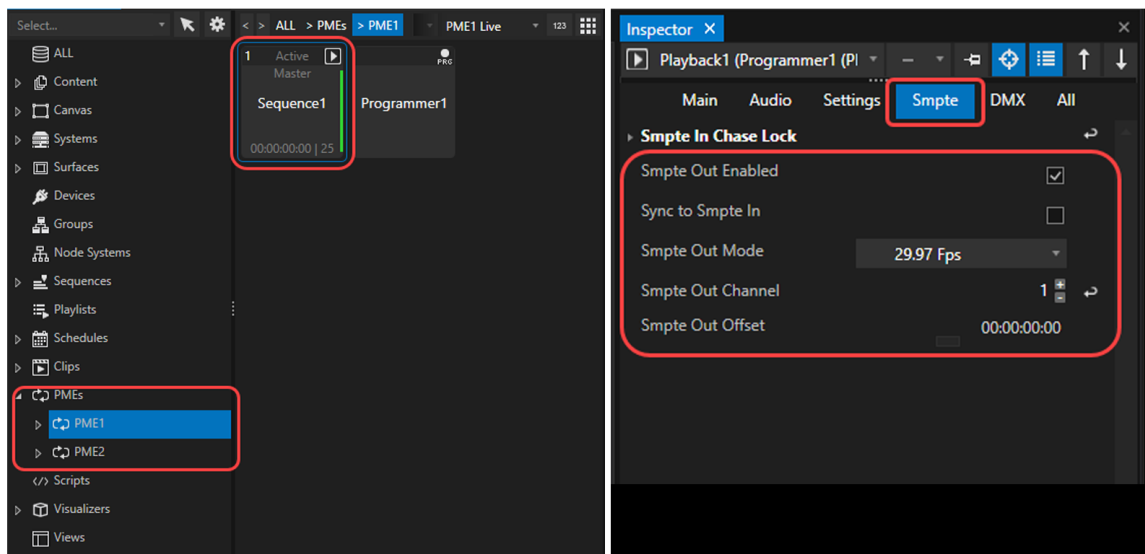 Select...
< > ALL > PMEs > PME1 PME1 Live 123
ALL
Content
Canvas
Systems
Surfaces
Devices
Groups
Node Systems
Sequences
Playlists
Schedules
Clips
PMEs
PME1
PME2
Scripts
Visualizers
Views
1 Active
Master
Sequence1
00:00:00:00 | 25
PRG
Programmer1
Inspector X
Playback1 (Programmer1 (Pl
Main Audio Settings Smpte DMX All
Smpte In Chase Lock
Smpte Out Enabled
Sync to Smpte In
Smpte Out Mode 29.97 Fps
Smpte Out Channel 1
Smpte Out Offset 00:00:00:00